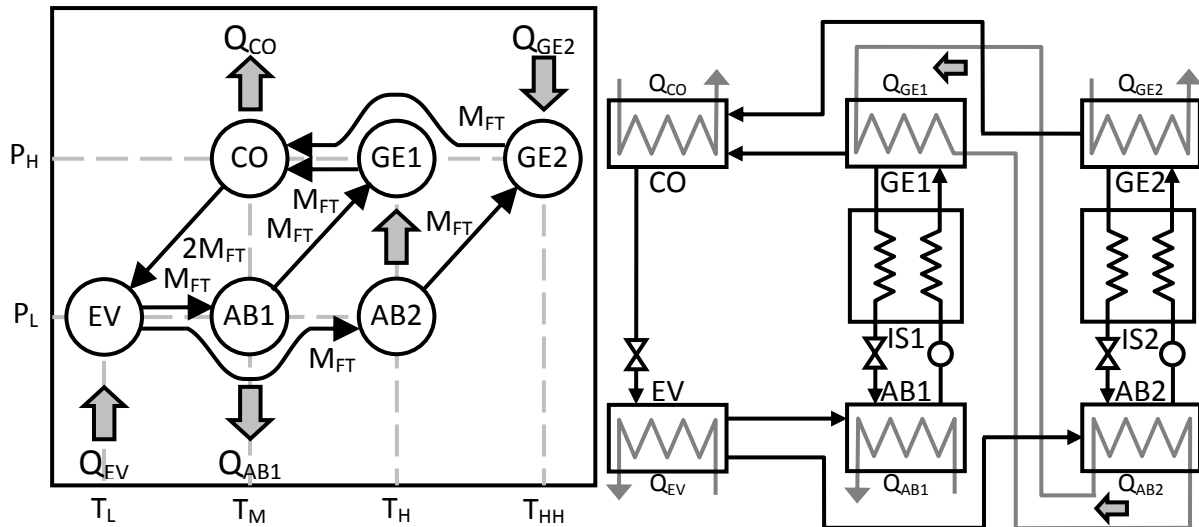 Q_CO Q_GE2
M_FT
P_H CO GE1 GE2
M_FT
M_FT M_FT
2M_FT
M_FT
P_L EV AB1 AB2
M_FT
Q_EV Q_AB1
T_L T_M T_H T_HH
Q_CO Q_GE1 Q_GE2
CO GE1 GE2
IS1 IS2
EV AB1 AB2
Q_EV Q_AB1 Q_AB2